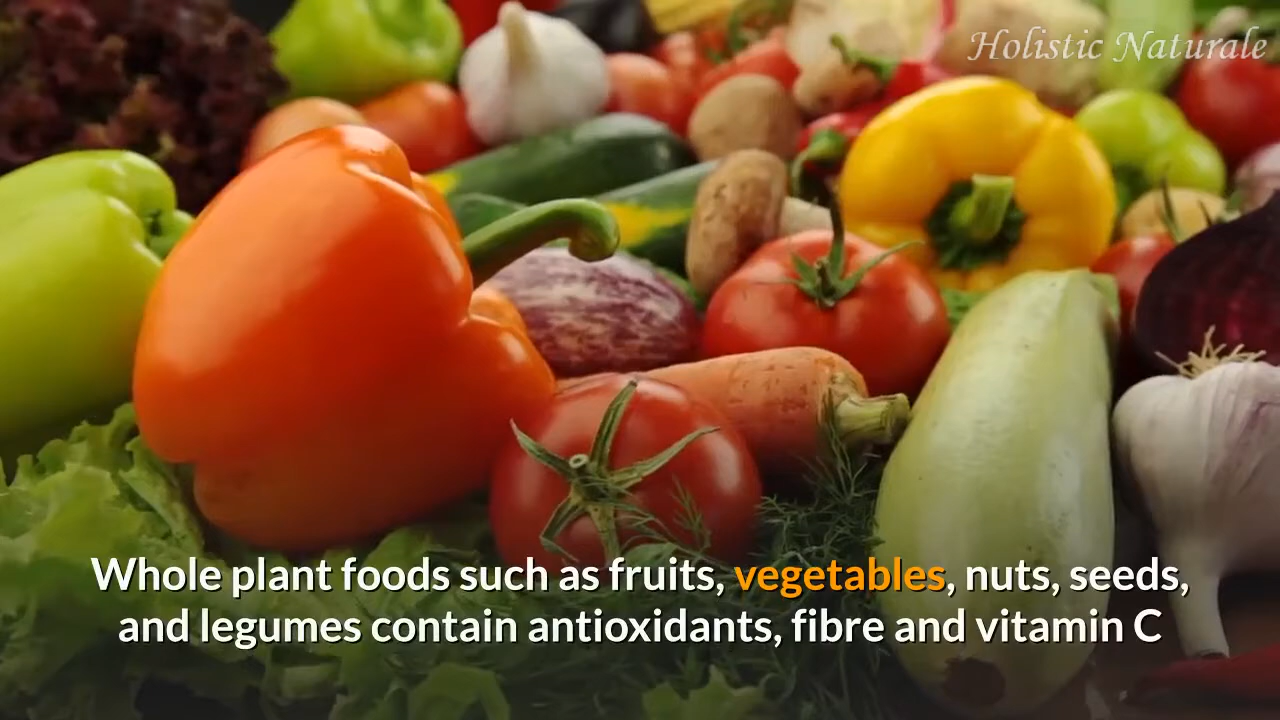 Holistic Naturale
Whole plant foods such as fruits, vegetables, nuts, seeds,
and legumes contain antioxidants, fibre and vitamin C